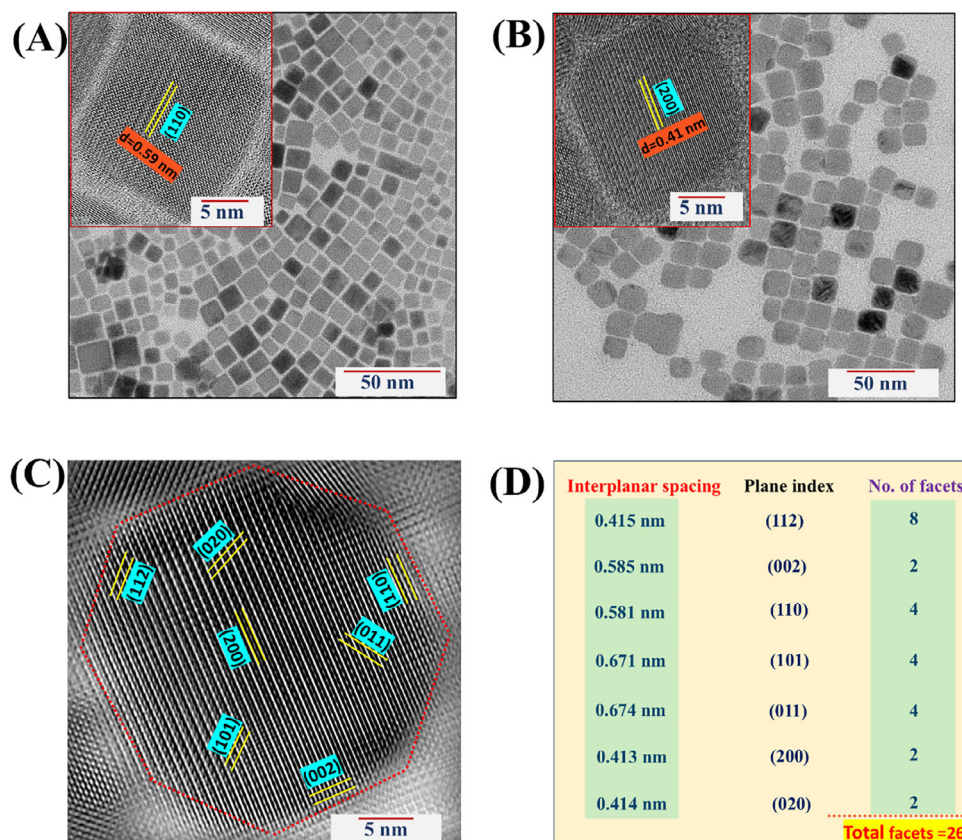 (A)
(110)
d=0.59 nm
5 nm
50 nm
(B)
(200)
d=0.41 nm
5 nm
50 nm
(C)
(020)
(112)
(110)
(200)
(011)
(101)
(002)
5 nm
(D)
Interplanar spacing Plane index No. of facets
0.415 nm (112) 8
0.585 nm (002) 2
0.581 nm (110) 4
0.671 nm (101) 4
0.674 nm (011) 4
0.413 nm (200) 2
0.414 nm (020) 2
Total facets =26